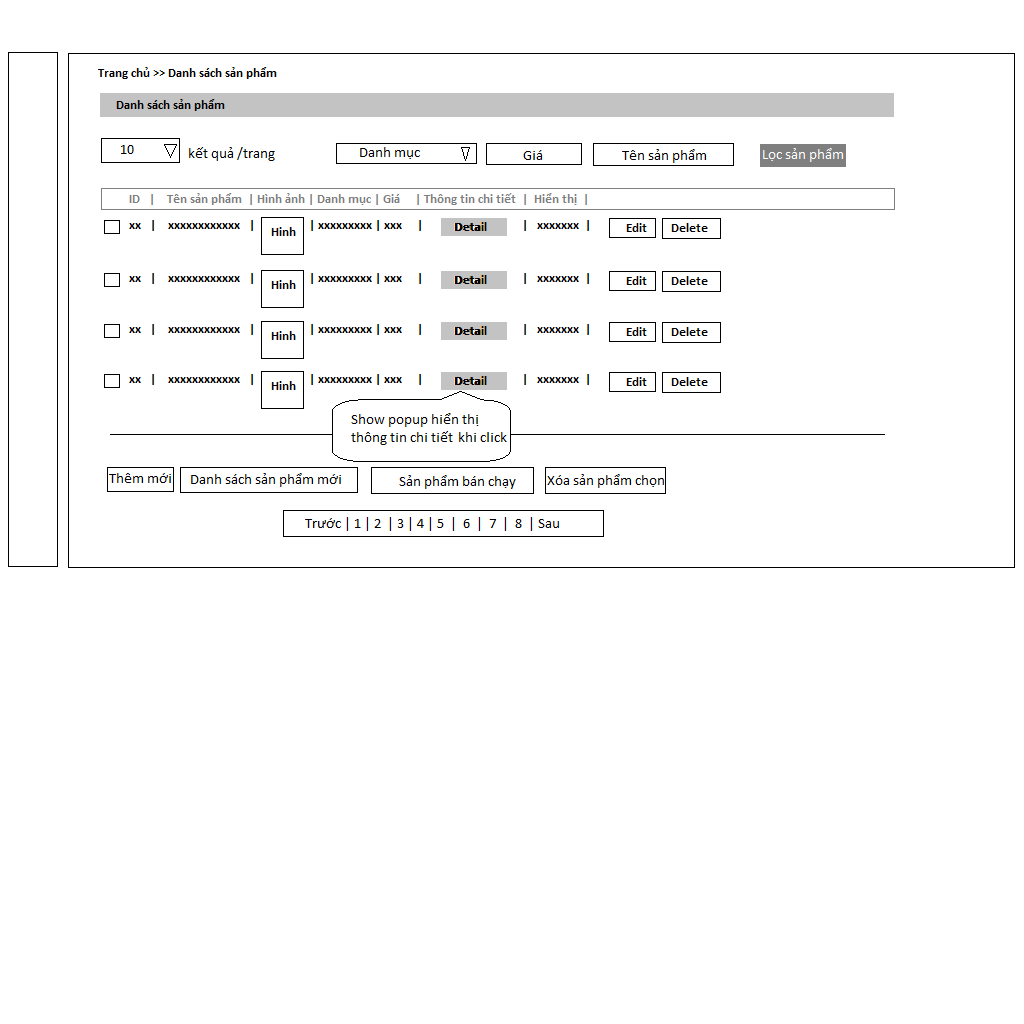 Trang chủ >> Danh sách sản phẩm
Danh sách sản phẩm
10 kết quả /trang Danh mục Giá Tên sản phẩm Lọc sản phẩm
ID | Tên sản phẩm | Hình ảnh | Danh mục | Giá | Thông tin chi tiết | Hiển thị |
xx | xxxxxxxxxxxx | Hinh | xxxxxxxxx | xxx | Detail | xxxxxxx | Edit Delete
xx | xxxxxxxxxxxx | Hinh | xxxxxxxxx | xxx | Detail | xxxxxxx | Edit Delete
xx | xxxxxxxxxxxx | Hinh | xxxxxxxxx | xxx | Detail | xxxxxxx | Edit Delete
xx | xxxxxxxxxxxx | Hinh | xxxxxxxxx | xxx | Detail | xxxxxxx | Edit Delete
Show popup hiển thị
thông tin chi tiết khi click
Thêm mới Danh sách sản phẩm mới Sản phẩm bán chạy Xóa sản phẩm chọn
Trước | 1 | 2 | 3 | 4 | 5 | 6 | 7 | 8 | Sau